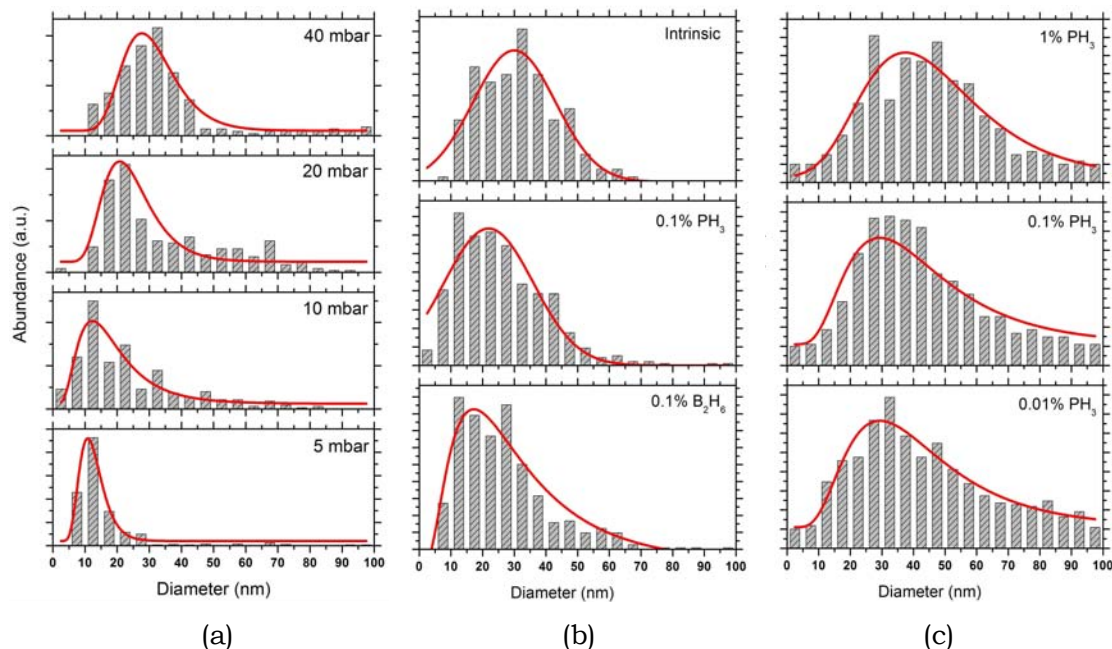 40 mbar
20 mbar
10 mbar
5 mbar
Abundance (a.u.)
0 10 20 30 40 50 60 70 80 90 100
Diameter (nm)
(a)
Intrinsic
0.1% PH₃
0.1% B₂H₆
0 10 20 30 40 50 60 70 80 90 100
Diameter (nm)
(b)
1% PH₃
0.1% PH₃
0.01% PH₃
0 10 20 30 40 50 60 70 80 90 100
Diameter (nm)
(c)